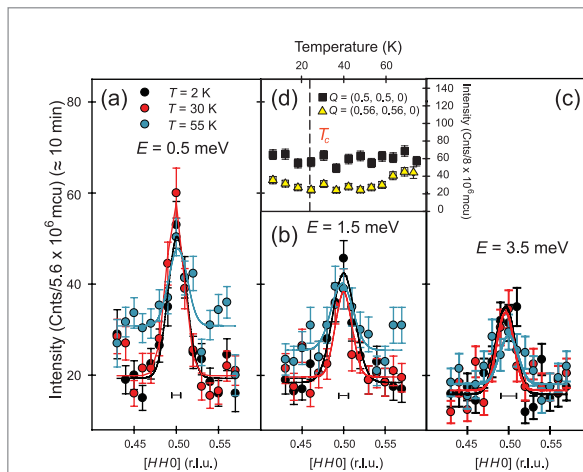 Temperature (K)
20 40 60
(a)
T = 2 K
T = 30 K
T = 55 K
E = 0.5 meV
80
60
40
20
Intensity (Cnts/5.6 x 10⁶ mcu) (≈ 10 min)
(d)
Q = (0.5, 0.5, 0)
Q = (0.56, 0.56, 0)
Tc
140
120
100
80
60
40
20
0
Intensity (Cnts/8 x 10⁶ mcu)
(b)
E = 1.5 meV
(c)
E = 3.5 meV
0.45 0.50 0.55
0.45 0.50 0.55
0.45 0.50 0.55
[HH0] (r.l.u.)
[HH0] (r.l.u.)
[HH0] (r.l.u.)